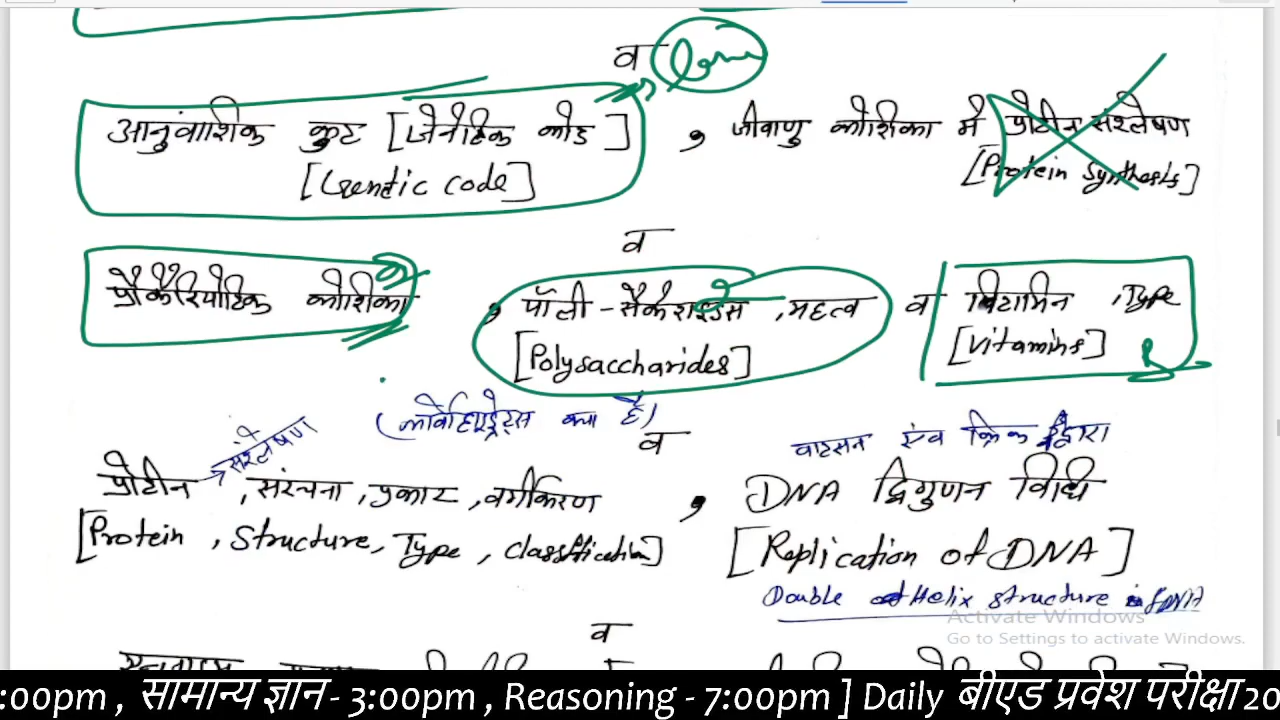 व
आनुंवाशिक कुट [जेनेटिक कोड] , जीवाणु कोशिका में प्रोटीन संश्लेषण
[Genetic code] [Protein Synthesis]
व
प्रोकैरियोटिक कोशिका , पॉली-सैकेराइडस ,महत्व व विटामिन ,Type
[Polysaccharides] [Vitamins]
(कार्बोहाइड्रेट्स क्या है)
व
वाटसन एंव क्रिक द्वारा
संश्लेषण
प्रोटीन ,संरचना ,प्रकार ,वर्गीकरण , DNA द्विगुणन विधि
[Protein , Structure, Type , Classification] [Replication of DNA]
Double Helix structure of DNA
Activate Windows
Go to Settings to activate Windows.
व
:00pm , सामान्य ज्ञान - 3:00pm , Reasoning - 7:00pm ] Daily बीएड प्रवेश परीक्षा 20